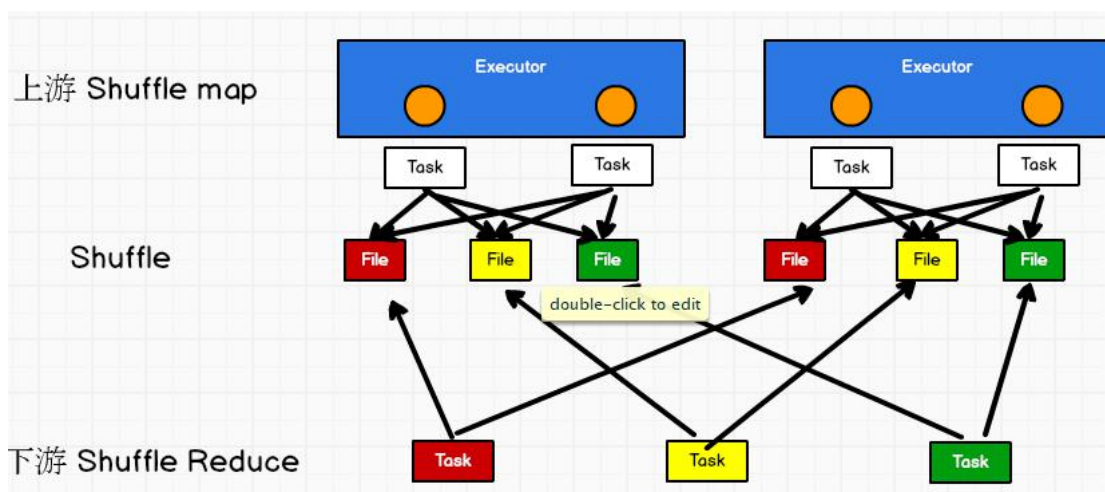 Executor
Executor
上游 Shuffle map
Task
Task
Task
Task
Shuffle
File
File
File
File
File
File
double-click to edit
下游 Shuffle Reduce
Task
Task
Task